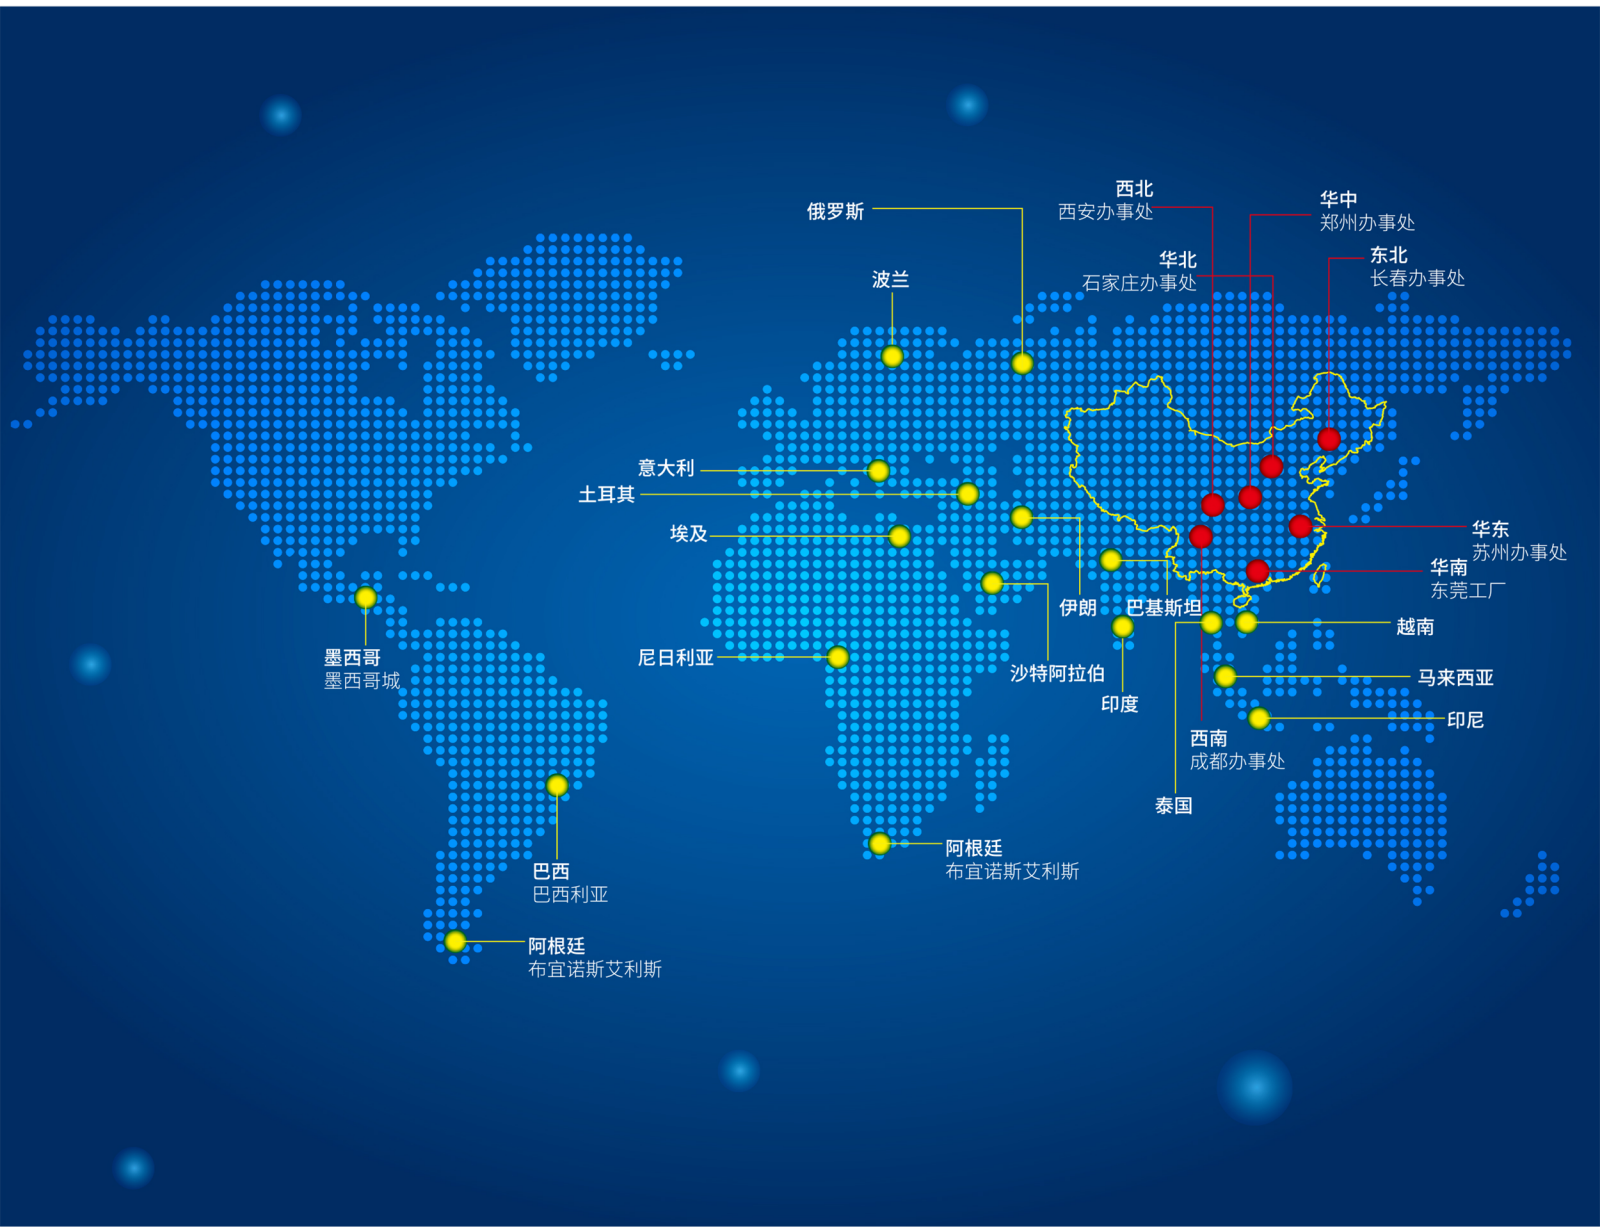 西北
西安办事处
华中
郑州办事处
俄罗斯
华北
石家庄办事处
东北
长春办事处
波兰
意大利
土耳其
埃及
华东
苏州办事处
华南
东莞工厂
伊朗
巴基斯坦
越南
墨西哥
墨西哥城
尼日利亚
沙特阿拉伯
马来西亚
印度
印尼
西南
成都办事处
泰国
阿根廷
布宜诺斯艾利斯
巴西
巴西利亚
阿根廷
布宜诺斯艾利斯